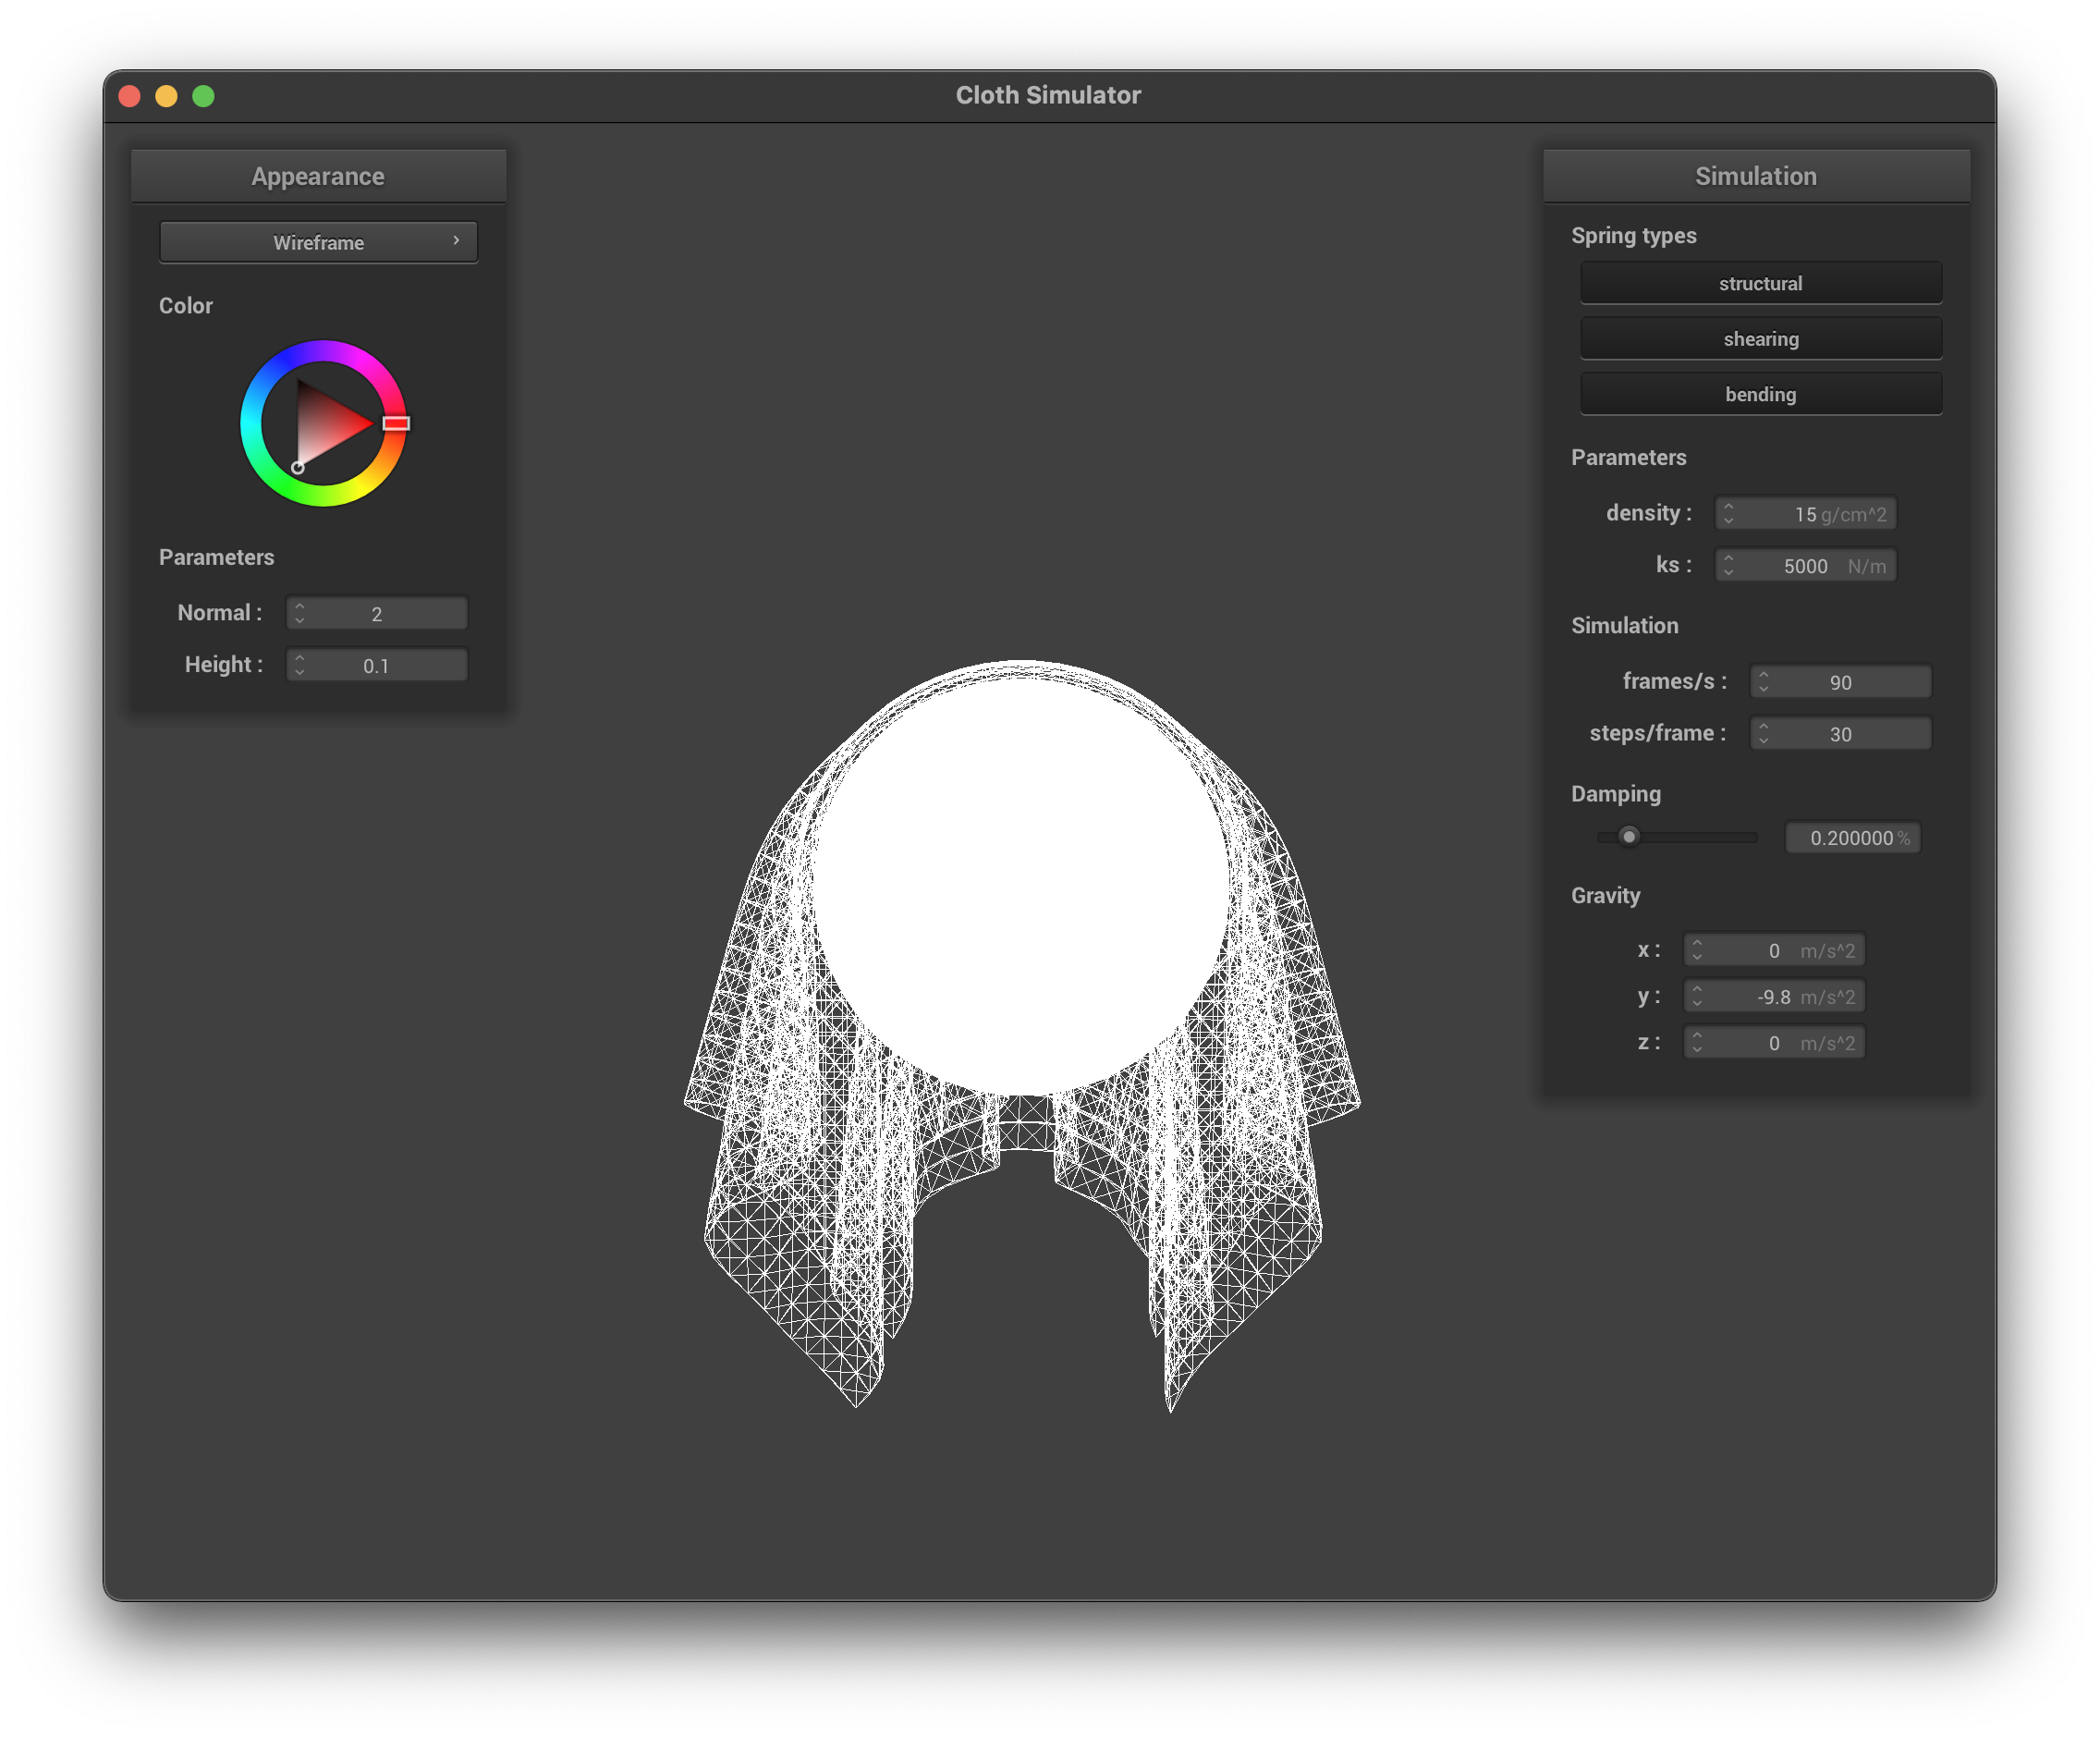 Cloth Simulator
Appearance
Wireframe
Color
Parameters
Normal : 2
Height : 0.1
Simulation
Spring types
structural
shearing
bending
Parameters
density : 15 g/cm^2
ks : 5000 N/m
Simulation
frames/s : 90
steps/frame : 30
Damping
0.200000 %
Gravity
x : 0 m/s^2
y : -9.8 m/s^2
z : 0 m/s^2